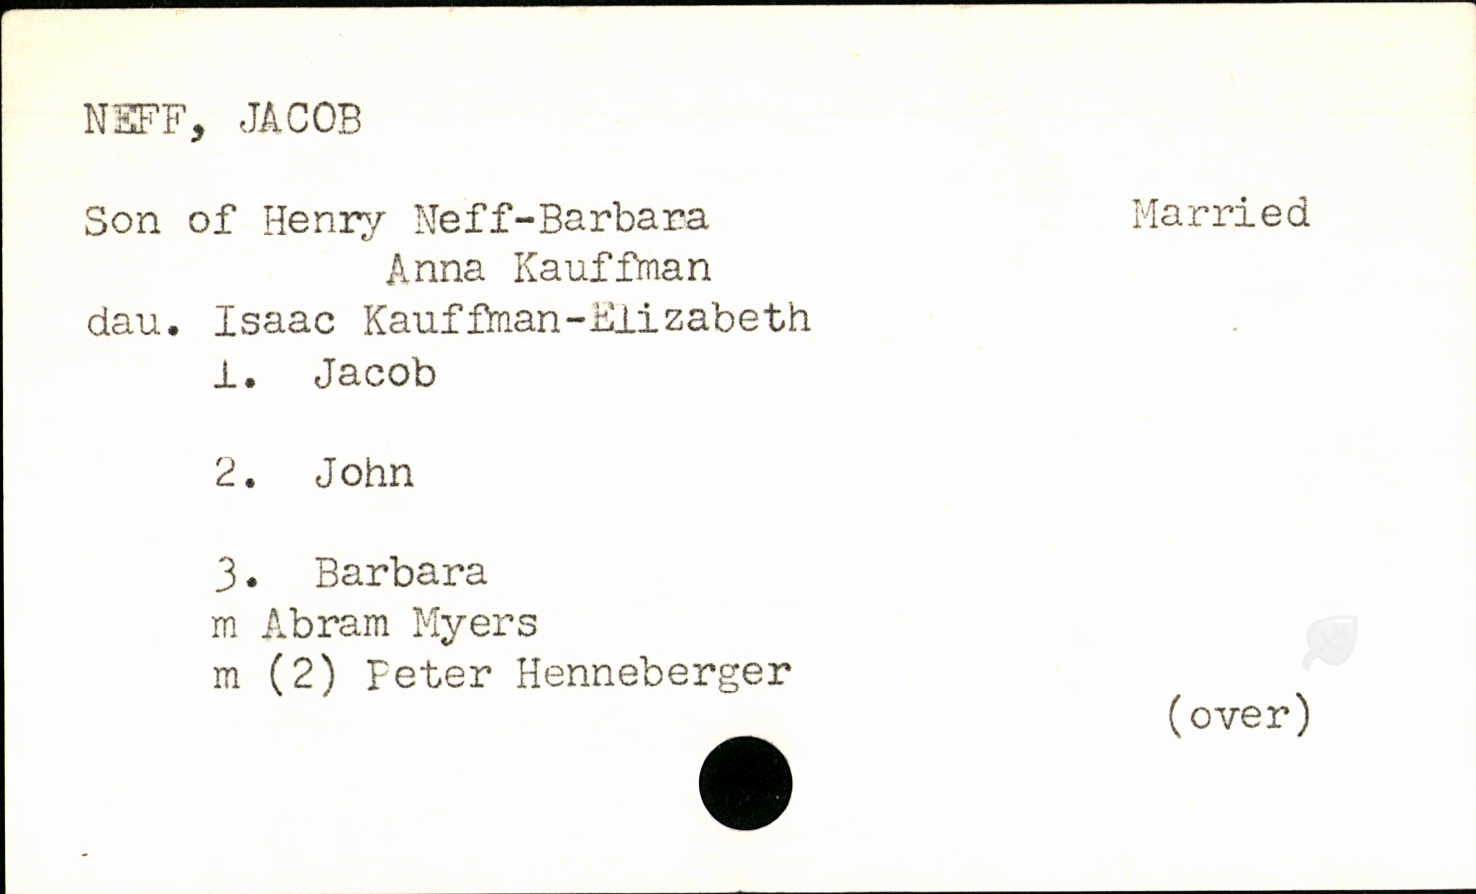 NEFF, JACOB
Son of Henry Neff-Barbara Married
Anna Kauffman
dau. Isaac Kauffman-Elizabeth
1. Jacob
2. John
3. Barbara
m Abram Myers
m (2) Peter Henneberger
(over)